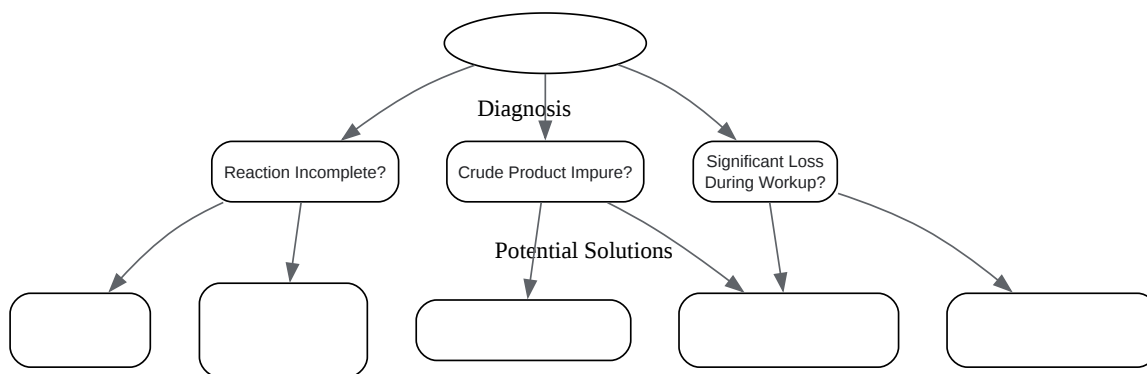 Diagnosis
Reaction Incomplete?
Crude Product Impure?
Significant Loss
During Workup?
Potential Solutions